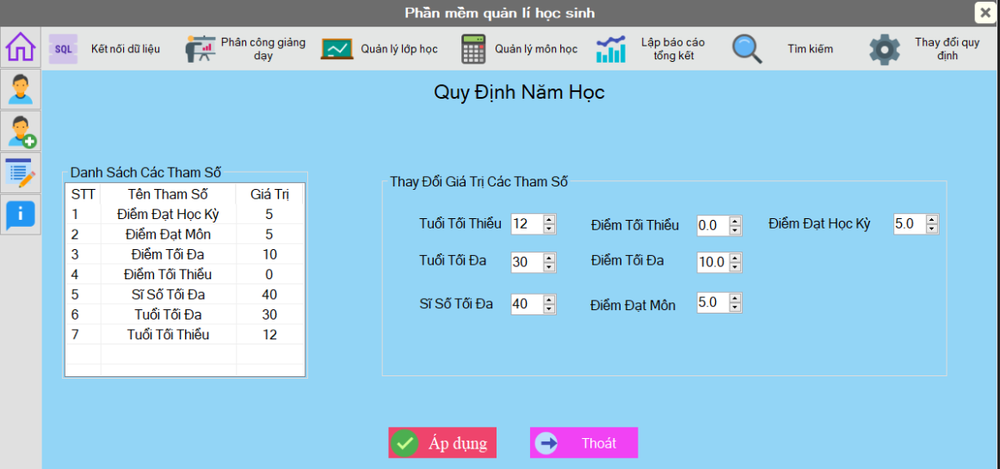 Phần mềm quản lí học sinh
SQL
Kết nối dữ liệu
Phân công giảng
dạy
Quản lý lớp học
Quản lý môn học
Lập báo cáo
tổng kết
Tìm kiếm
Thay đổi quy
định
Quy Định Năm Học
Danh Sách Các Tham Số
STT Tên Tham Số Giá Trị
1 Điểm Đạt Học Kỳ 5
2 Điểm Đạt Môn 5
3 Điểm Tối Đa 10
4 Điểm Tối Thiểu 0
5 Sĩ Số Tối Đa 40
6 Tuổi Tối Đa 30
7 Tuổi Tối Thiểu 12
Thay Đổi Giá Trị Các Tham Số
Tuổi Tối Thiểu 12 Điểm Tối Thiểu 0.0 Điểm Đạt Học Kỳ 5.0
Tuổi Tối Đa 30 Điểm Tối Đa 10.0
Sĩ Số Tối Đa 40 Điểm Đạt Môn 5.0
Áp dụng
Thoát